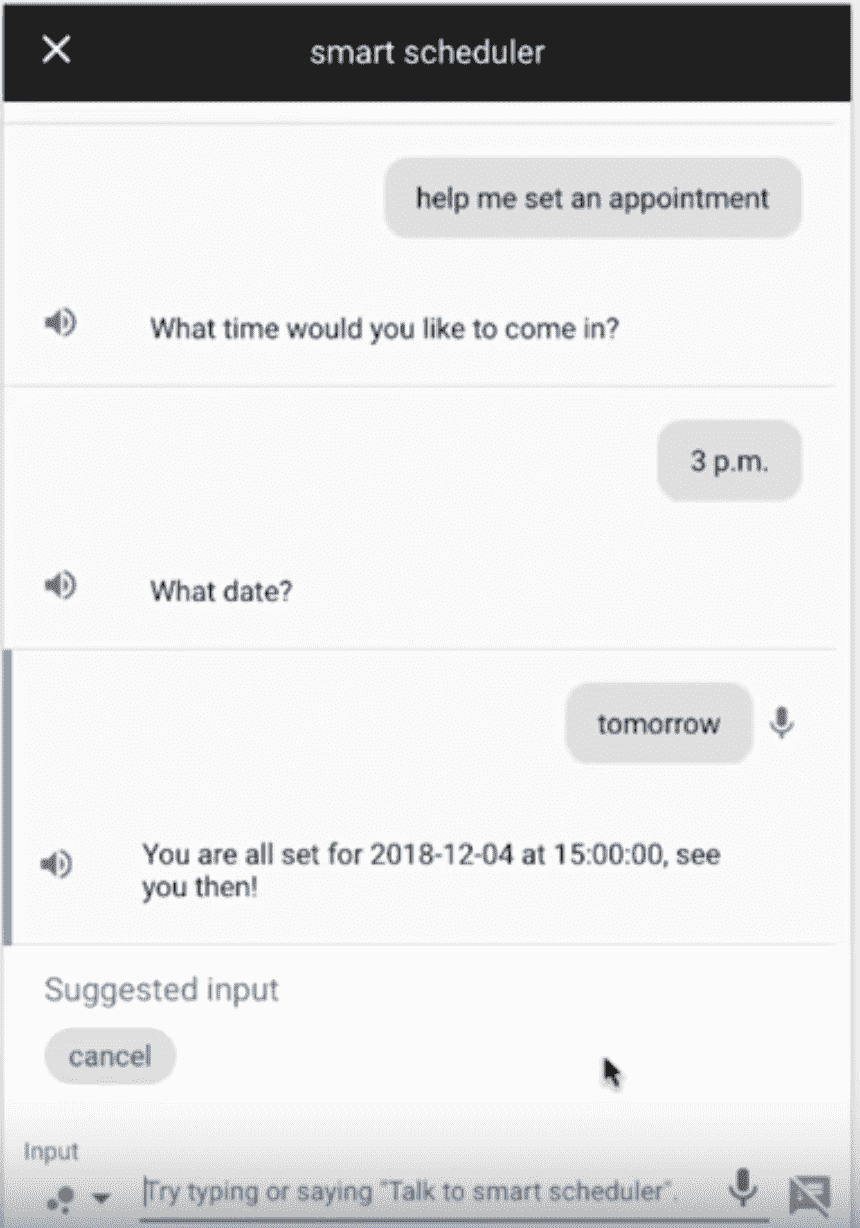 smart scheduler
help me set an appointment
What time would you like to come in?
3 p.m.
What date?
tomorrow
You are all set for 2018-12-04 at 15:00:00, see
you then!
Suggested input
cancel
Input
Try typing or saying "Talk to smart scheduler".